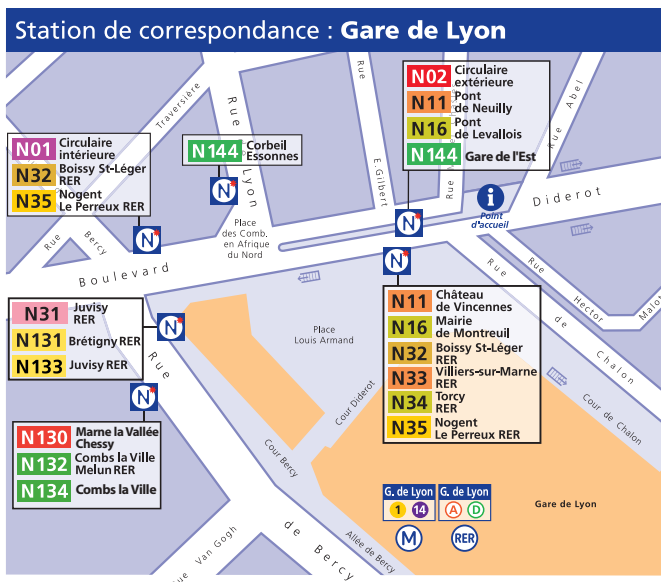 Station de correspondance : Gare de Lyon
N02 Circulaire
extérieure
N11 Pont
de Neuilly
N16 Pont
de Levallois
N144 Gare de l'Est
N144 Corbeil
Essonnes
N01 Circulaire
intérieure
N32 Boissy St-Léger
RER
N35 Nogent
Le Perreux RER
Rue
Traversière
Rue
Lyon
Rue
E. Gilbert
Rue
Rue Abel
i
Point
d'accueil
Diderot
N
N
N
N
Place
des Comb.
en Afrique
du Nord
Rue
Bercy
Boulevard
N31 Juvisy
RER
N131 Brétigny RER
N133 Juvisy RER
N
N
Rue
Place
Louis Armand
N11 Château
de Vincennes
N16 Mairie
de Montreuil
N32 Boissy St-Léger
RER
N33 Villiers-sur-Marne
RER
N34 Torcy
RER
N35 Nogent
Le Perreux RER
Rue
Hector
Malot
Rue
de
Chalon
N130 Marne la Vallée
Chessy
N132 Combs la Ville
Melun RER
N134 Combs la Ville
Cour Diderot
Cour Bercy
Cour de Chalon
G. de Lyon
1 14
M
G. de Lyon
A D
RER
Gare de Lyon
Rue Van Gogh
de Bercy
Allée de Bercy